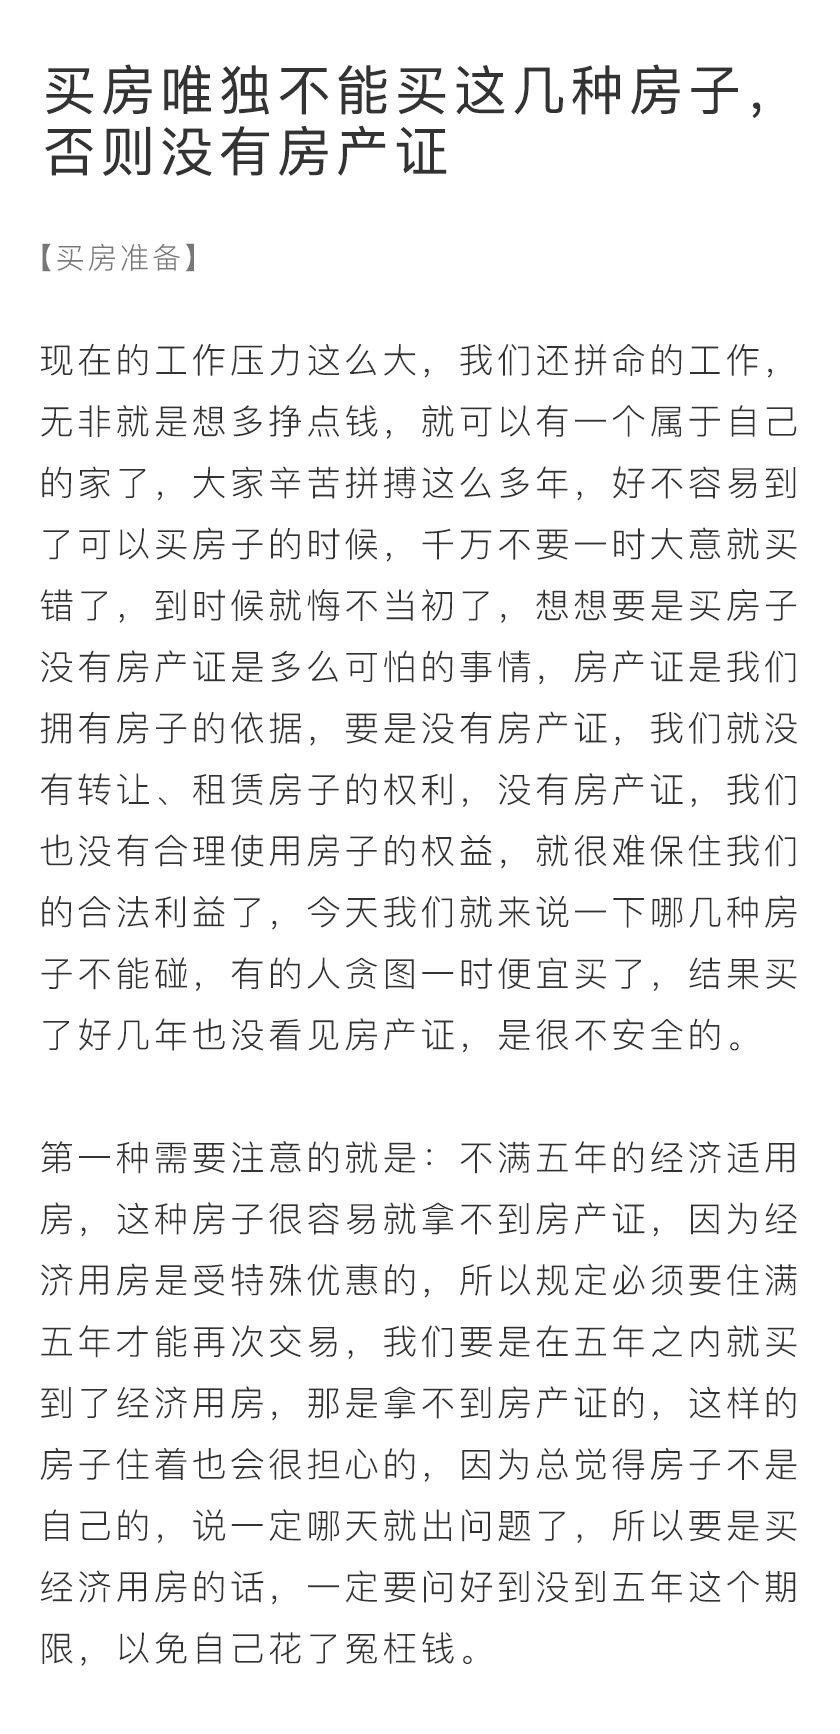 买房唯独不能买这几种房子，
否则没有房产证
【买房准备】
现在的工作压力这么大，我们还拼命的工作，
无非就是想多挣点钱，就可以有一个属于自己
的家了，大家辛苦拼搏这么多年，好不容易到
了可以买房子的时候，千万不要一时大意就买
错了，到时候就悔不当初了，想想要是买房子
没有房产证是多么可怕的事情，房产证是我们
拥有房子的依据，要是没有房产证，我们就没
有转让、租赁房子的权利，没有房产证，我们
也没有合理使用房子的权益，就很难保住我们
的合法利益了，今天我们就来说一下哪几种房
子不能碰，有的人贪图一时便宜买了，结果买
了好几年也没看见房产证，是很不安全的。
第一种需要注意的就是：不满五年的经济适用
房，这种房子很容易就拿不到房产证，因为经
济用房是受特殊优惠的，所以规定必须要住满
五年才能再次交易，我们要是在五年之内就买
到了经济用房，那是拿不到房产证的，这样的
房子住着也会很担心的，因为总觉得房子不是
自己的，说一定哪天就出问题了，所以要是买
经济用房的话，一定要问好到没到五年这个期
限，以免自己花了冤枉钱。